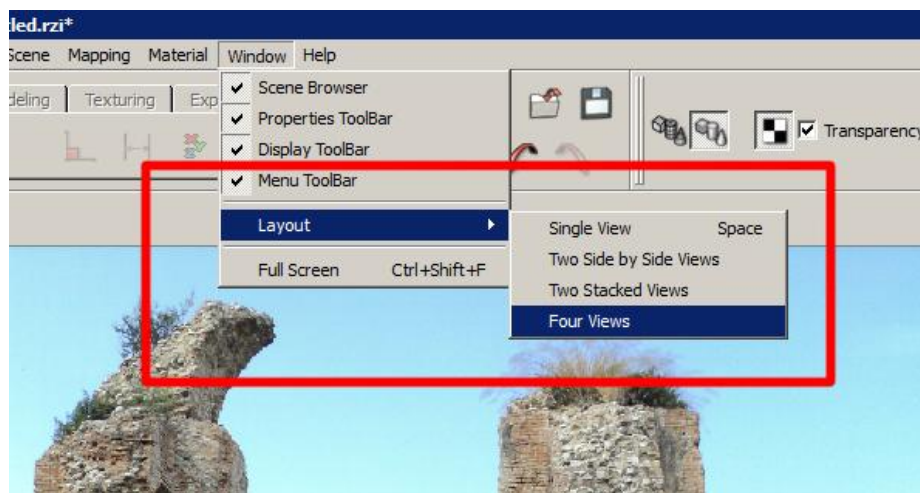 tled.rzi*
Scene Mapping Material Window Help
deling Texturing Exp
Scene Browser
Properties ToolBar
Display ToolBar
Transparency
Menu ToolBar
Layout
Single View Space
Full Screen Ctrl+Shift+F
Two Side by Side Views
Two Stacked Views
Four Views